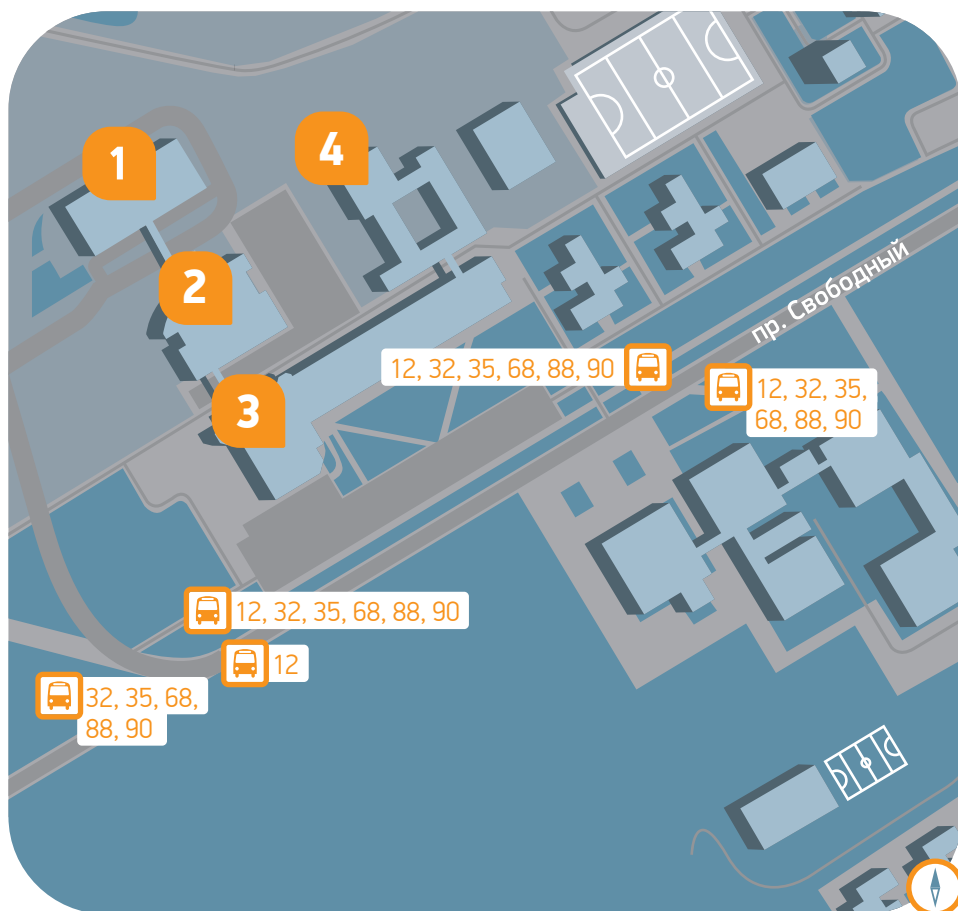 1
4
2
пр. Свободный
12, 32, 35, 68, 88, 90
12, 32, 35,
68, 88, 90
3
12, 32, 35, 68, 88, 90
12
32, 35, 68,
88, 90